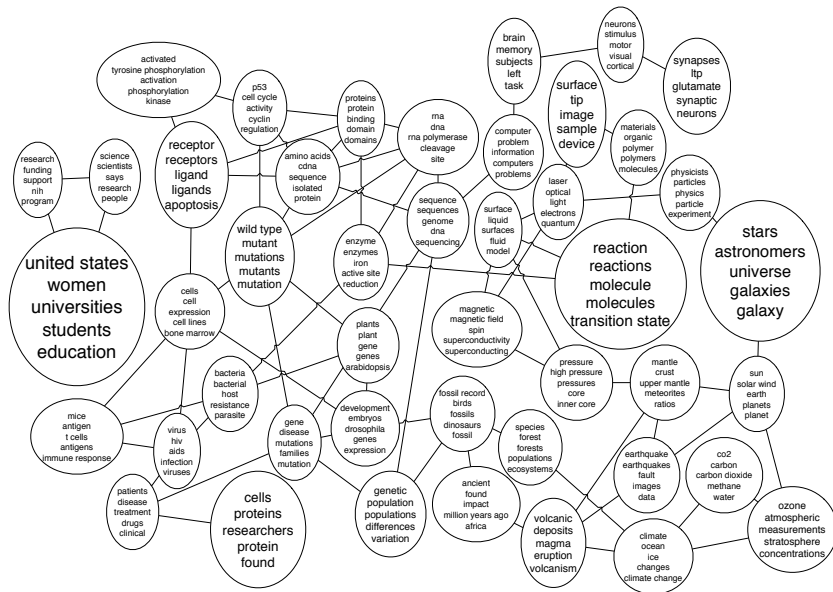 activated
tyrosine phosphorylation
activation
phosphorylation
kinase
p53
cell cycle
activity
cyclin
regulation
proteins
protein
binding
domain
domains
rna
dna
rna polymerase
cleavage
site
brain
memory
subjects
left
task
neurons
stimulus
motor
visual
cortical
synapses
ltp
glutamate
synaptic
neurons
surface
tip
image
sample
device
research
funding
support
nih
program
science
scientists
says
research
people
receptor
receptors
ligand
ligands
apoptosis
amino acids
cdna
sequence
isolated
protein
computer
problem
information
computers
problems
materials
organic
polymer
polymers
molecules
physicists
particles
physics
particle
experiment
laser
optical
light
electrons
quantum
sequence
sequences
genome
dna
sequencing
surface
liquid
surfaces
fluid
model
wild type
mutant
mutations
mutants
mutation
enzyme
enzymes
iron
active site
reduction
united states
women
universities
students
education
reaction
reactions
molecule
molecules
transition state
stars
astronomers
universe
galaxies
galaxy
cells
cell
expression
cell lines
bone marrow
magnetic
magnetic field
spin
superconductivity
superconducting
plants
plant
gene
genes
arabidopsis
pressure
high pressure
pressures
core
inner core
mantle
crust
upper mantle
meteorites
ratios
sun
solar wind
earth
planets
planet
bacteria
bacterial
host
resistance
parasite
mice
antigen
t cells
antigens
immune response
virus
hiv
aids
infection
viruses
gene
disease
mutations
families
mutation
development
embryos
drosophila
genes
expression
fossil record
birds
fossils
dinosaurs
fossil
species
forest
forests
populations
ecosystems
earthquake
earthquakes
fault
images
data
co2
carbon
carbon dioxide
methane
water
patients
disease
treatment
drugs
clinical
cells
proteins
researchers
protein
found
genetic
population
populations
differences
variation
ancient
found
impact
million years ago
africa
volcanic
deposits
magma
eruption
volcanism
climate
ocean
ice
changes
climate change
ozone
atmospheric
measurements
stratosphere
concentrations